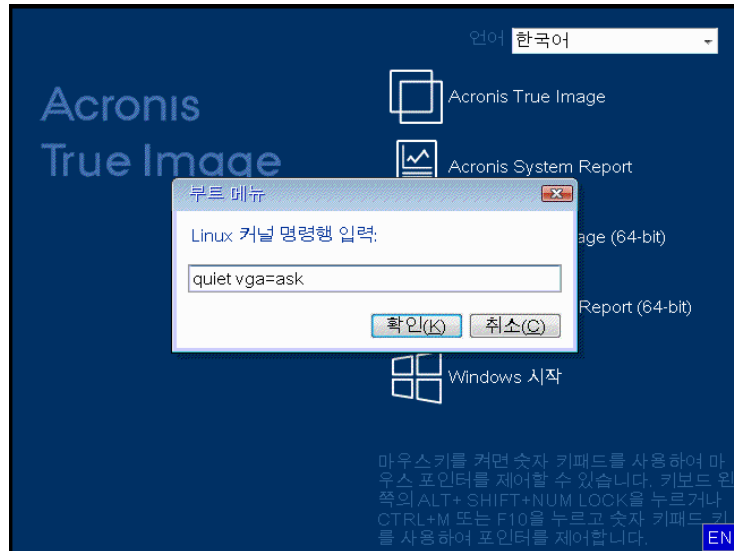 언어 한국어
Acronis
True Image
Acronis True Image
Acronis System Report
부트 메뉴
Linux 커널 명령행 입력:
quiet vga=ask
확인(K) 취소(C)
age (64-bit)
Report (64-bit)
Windows 시작
마우스키를 켜면 숫자 키패드를 사용하여 마
우스 포인터를 제어할 수 있습니다. 키보드 왼
쪽의 ALT+ SHIFT+NUM LOCK을 누르거나
CTRL+M 또는 F10을 누르고 숫자 키패드 키
를 사용하여 포인터를 제어합니다.
EN